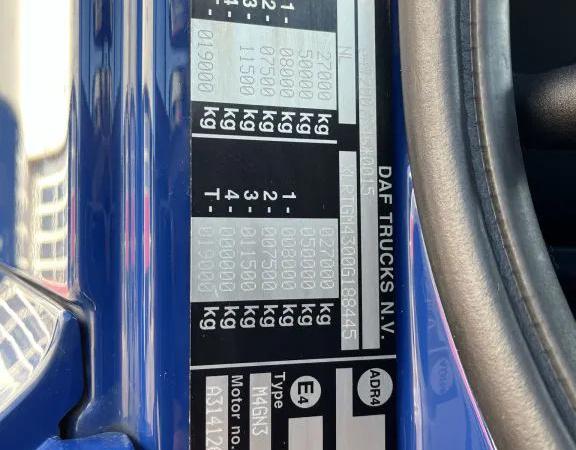 DAF TRUCKS N.V.
NL
27000 kg
50000 kg
1- 08000 kg
2- 07500 kg
3- 11500 kg
4- kg
T- 019000 kg
027000 kg
050000 kg
1- 008000 kg
2- 007500 kg
3- 011500 kg
4- 000000 kg
T- 019000 kg
ADR4
E4
Type M4GN3
Motor no.